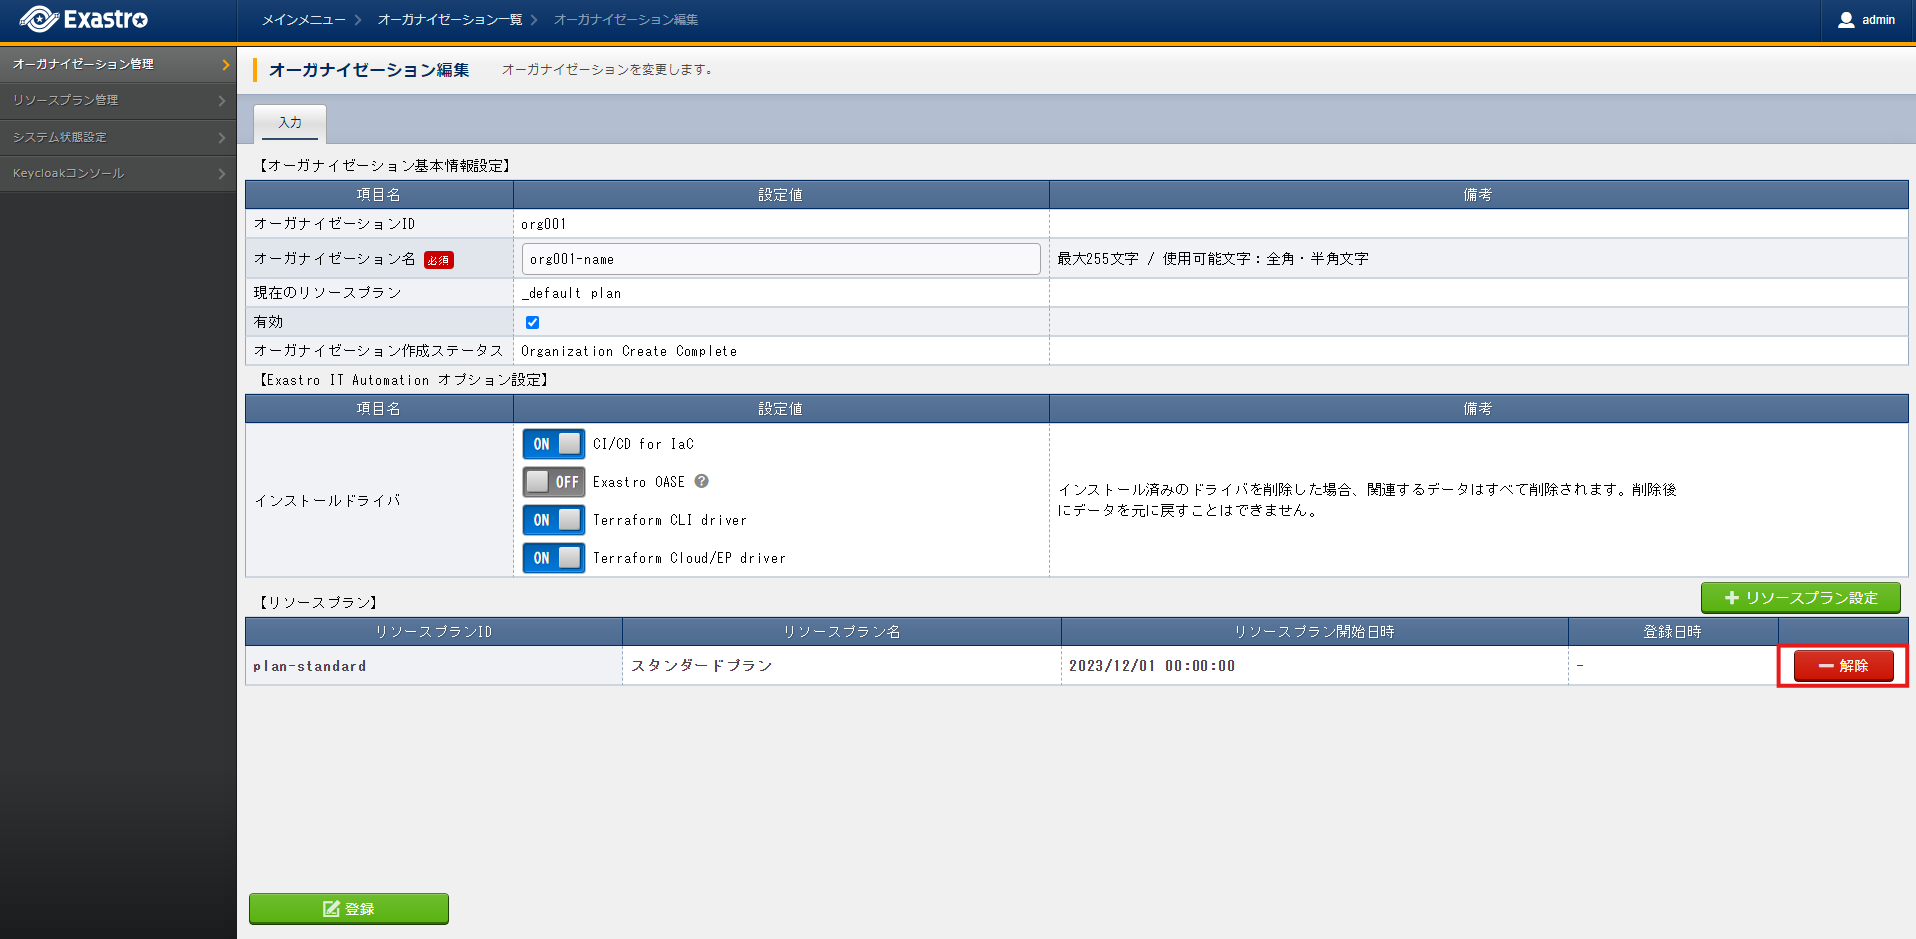 Exastro
メインメニュー オーガナイゼーション一覧 オーガナイゼーション編集
admin
オーガナイゼーション管理
リソースプラン管理
システム状態設定
Keycloakコンソール
オーガナイゼーション編集 オーガナイゼーションを変更します。
入力
【オーガナイゼーション基本情報設定】
項目名 設定値 備考
オーガナイゼーションID org001
オーガナイゼーション名 必須 org001-name 最大255文字 / 使用可能文字：全角・半角文字
現在のリソースプラン _default plan
有効
オーガナイゼーション作成ステータス Organization Create Complete
【Exastro IT Automation オプション設定】
項目名 設定値 備考
インストールドライバ
ON CI/CD for IaC
OFF Exastro OASE ?
ON Terraform CLI driver
ON Terraform Cloud/EP driver
インストール済みのドライバを削除した場合、関連するデータはすべて削除されます。削除後
にデータを元に戻すことはできません。
【リソースプラン】
リソースプラン設定
リソースプランID リソースプラン名 リソースプラン開始日時 登録日時
plan-standard スタンダードプラン 2023/12/01 00:00:00 - 解除
登録